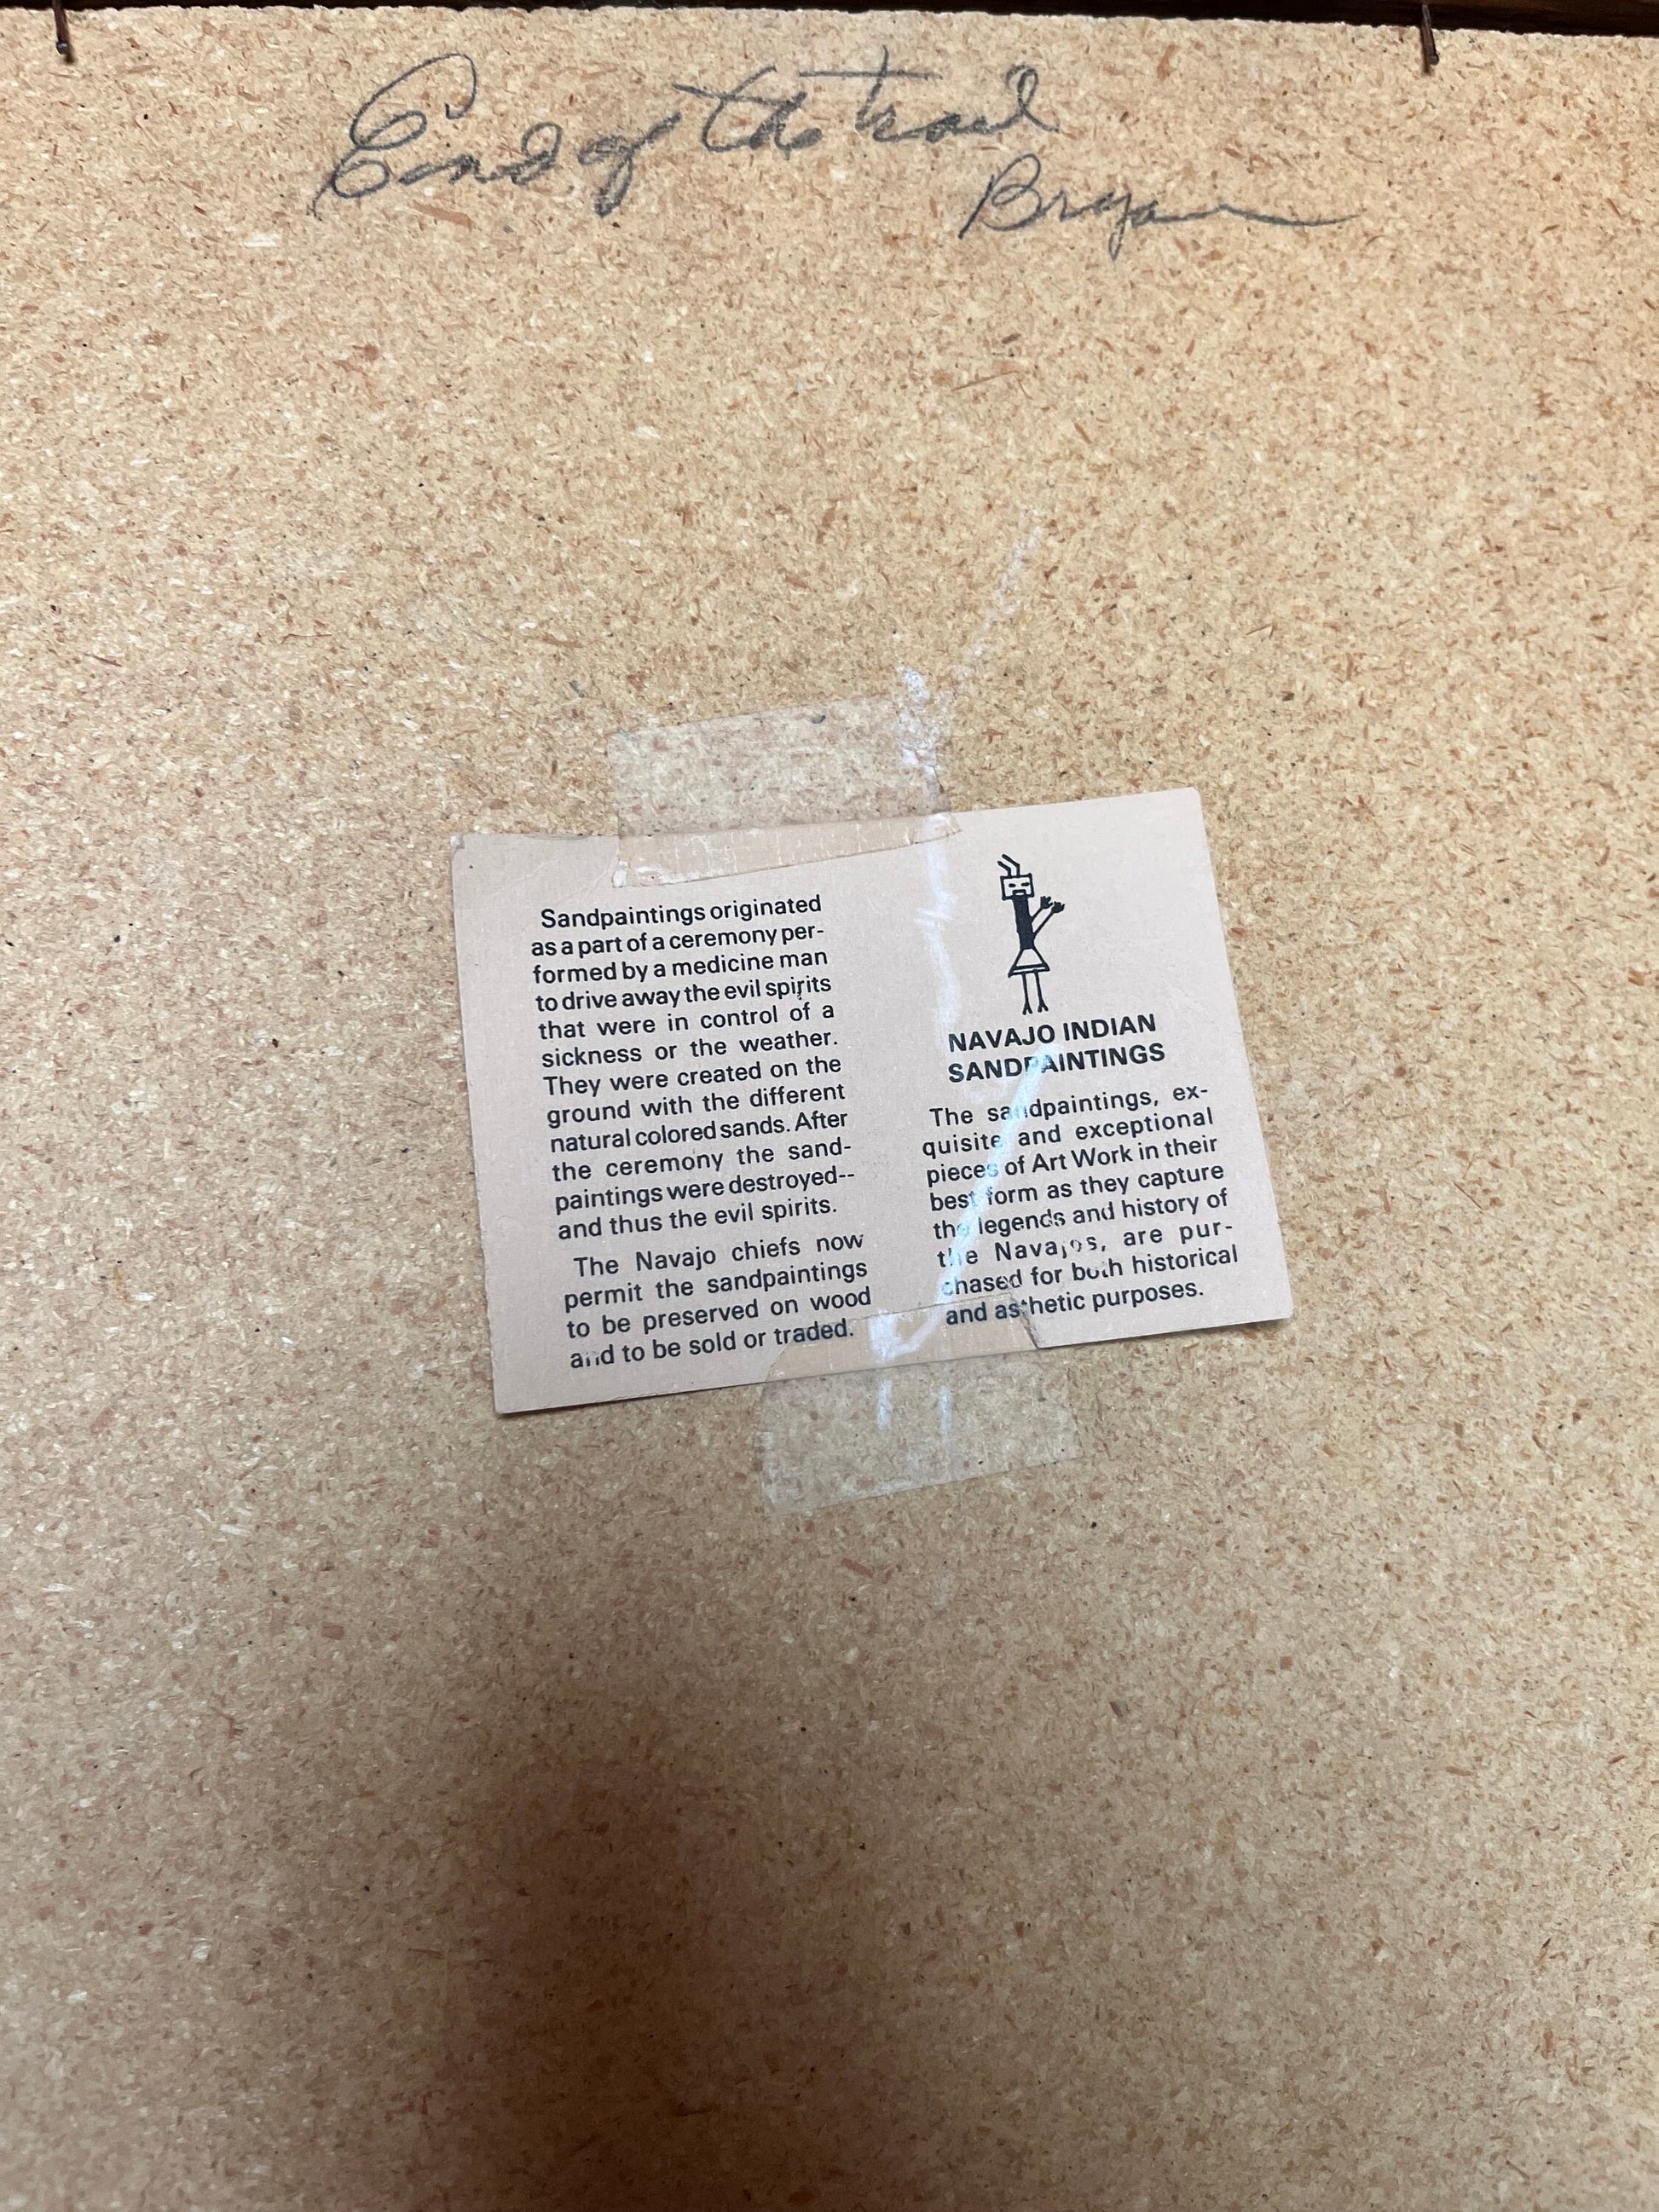 End of the trail
Bryan
Sandpaintings originated
as a part of a ceremony per-
formed by a medicine man
to drive away the evil spirits
that were in control of a
sickness or the weather.
They were created on the
ground with the different
natural colored sands. After
the ceremony the sand-
paintings were destroyed--
and thus the evil spirits.
The Navajo chiefs now
permit the sandpaintings
to be preserved on wood
and to be sold or traded.
NAVAJO INDIAN
SANDPAINTINGS
The sandpaintings, ex-
quisite and exceptional
pieces of Art Work in their
best form as they capture
the legends and history of
the Navajos, are pur-
chased for both historical
and asthetic purposes.